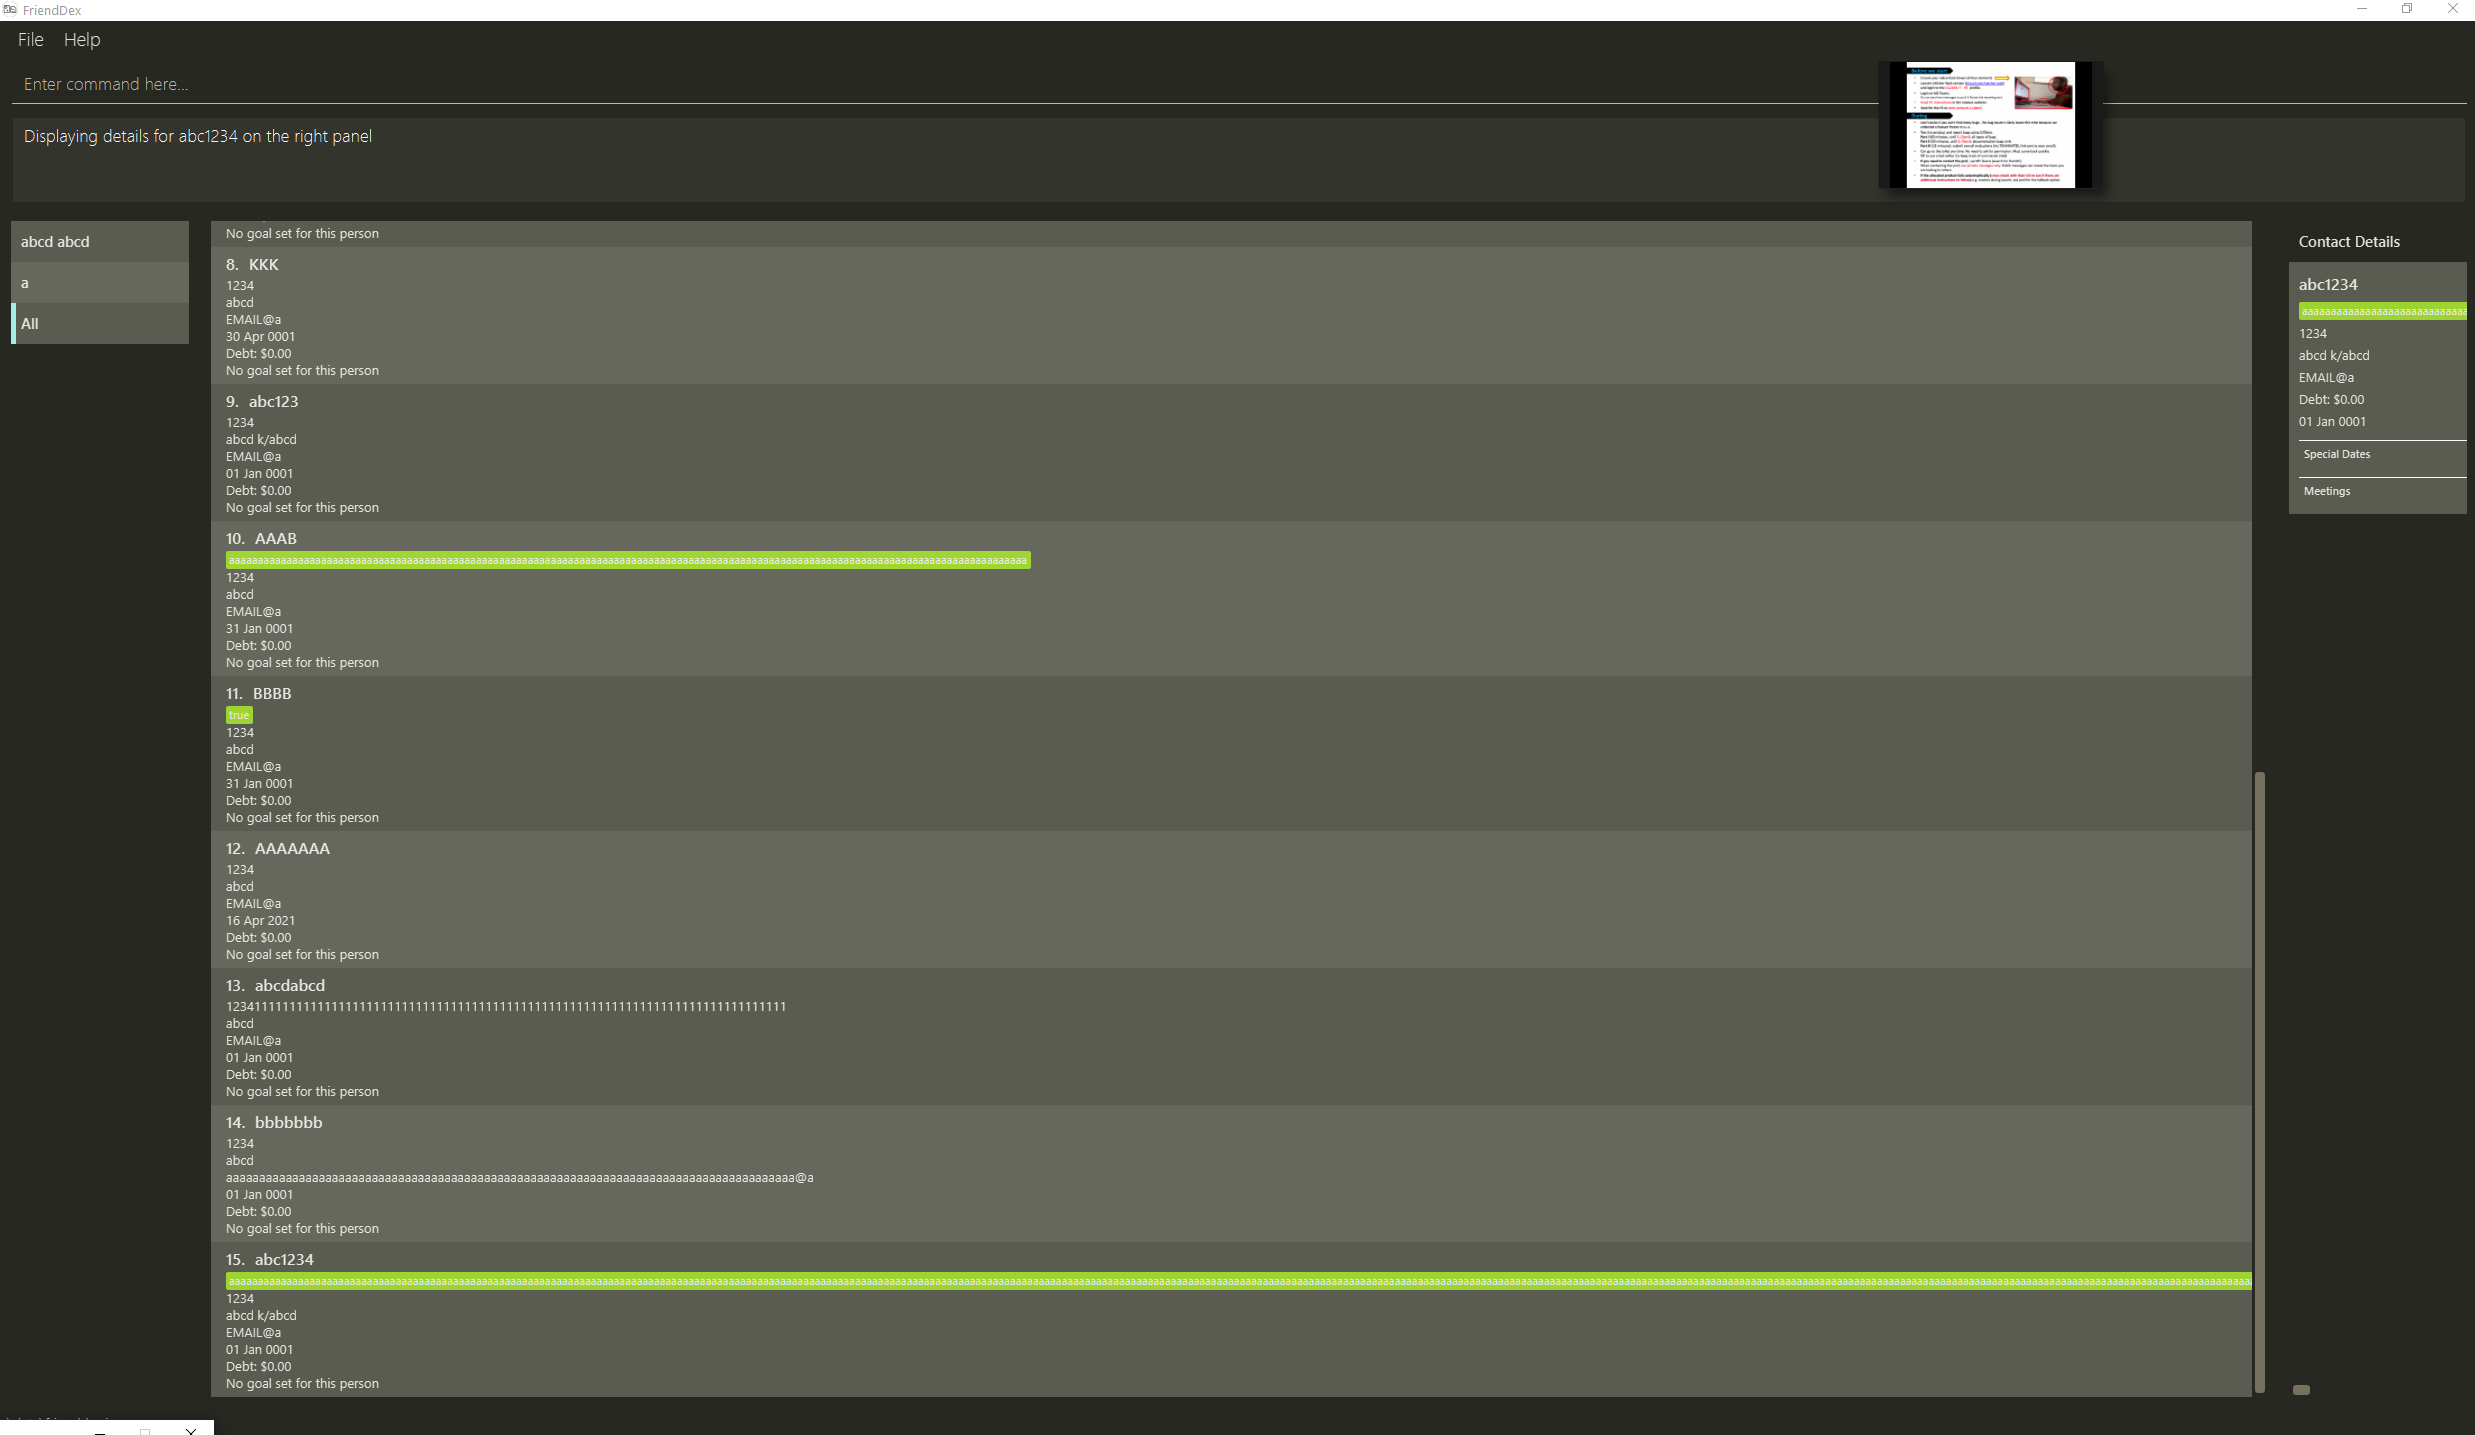 FriendDex
File Help
Enter command here...
Displaying details for abc1234 on the right panel
abcd abcd
a
All
No goal set for this person
8. KKK
1234
abcd
EMAIL@a
30 Apr 0001
Debt: $0.00
No goal set for this person
9. abc123
1234
abcd k/abcd
EMAIL@a
01 Jan 0001
Debt: $0.00
No goal set for this person
10. AAAB
1234
abcd
EMAIL@a
31 Jan 0001
Debt: $0.00
No goal set for this person
11. BBBB
true
1234
abcd
EMAIL@a
31 Jan 0001
Debt: $0.00
No goal set for this person
12. AAAAAAA
1234
abcd
EMAIL@a
16 Apr 2021
Debt: $0.00
No goal set for this person
13. abcdabcd
abcd
EMAIL@a
01 Jan 0001
Debt: $0.00
No goal set for this person
14. bbbbbbb
1234
abcd
01 Jan 0001
Debt: $0.00
No goal set for this person
15. abc1234
1234
abcd k/abcd
EMAIL@a
01 Jan 0001
Debt: $0.00
No goal set for this person
Contact Details
abc1234
1234
abcd k/abcd
EMAIL@a
Debt: $0.00
01 Jan 0001
Special Dates
Meetings